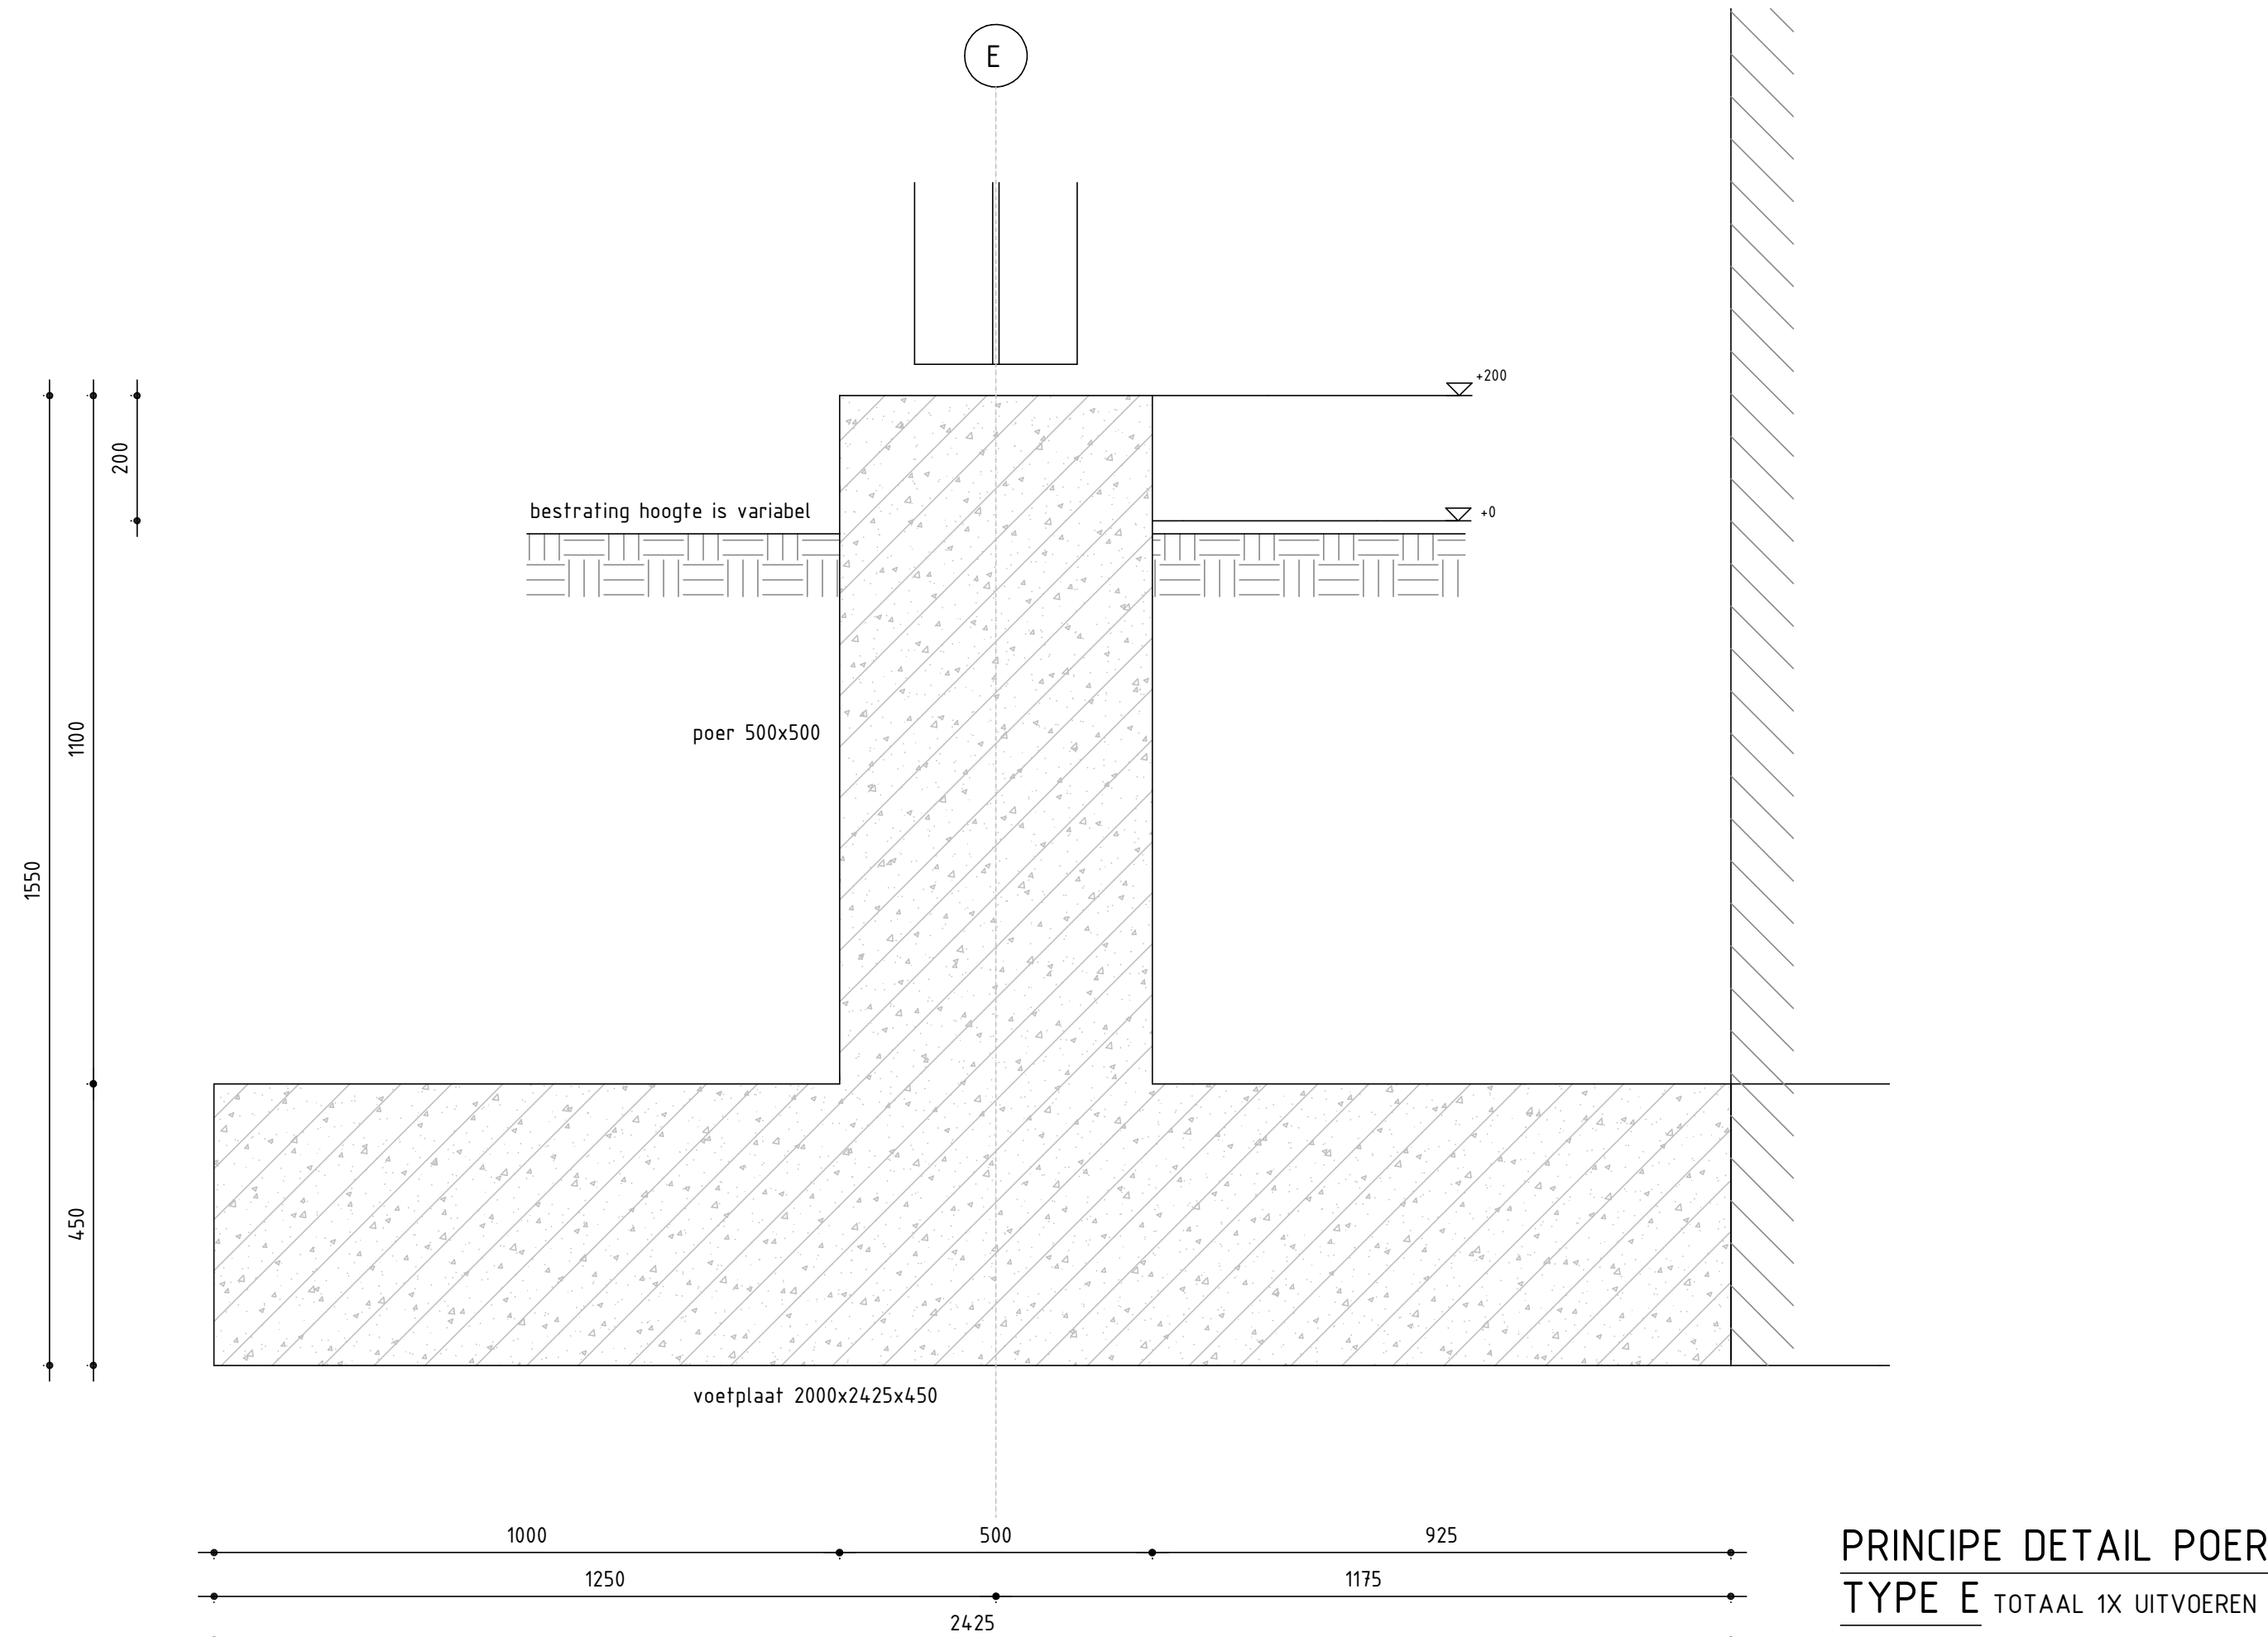 E
+200
200
bestrating hoogte is variabel
+0
poer 500x500
1100
1550
450
voetplaat 2000x2425x450
1000 500 925
1250 1175
2425
PRINCIPE DETAIL POER
TYPE E TOTAAL 1X UITVOEREN